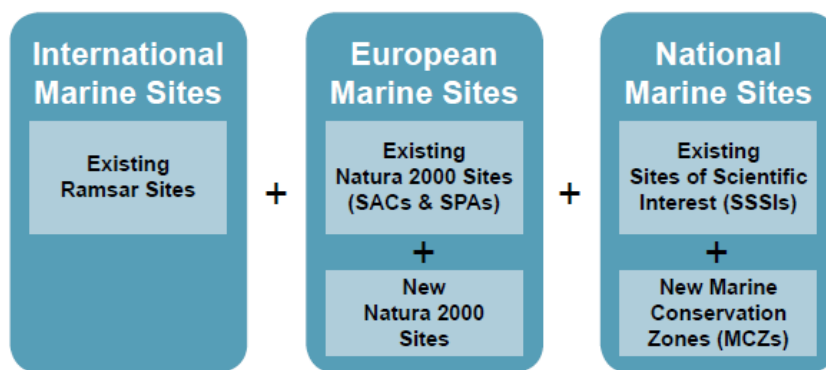 International
Marine Sites
Existing
Ramsar Sites
+
European
Marine Sites
Existing
Natura 2000 Sites
(SACs & SPAs)
+
New
Natura 2000
Sites
+
National
Marine Sites
Existing
Sites of Scientific
Interest (SSSIs)
+
New Marine
Conservation
Zones (MCZs)